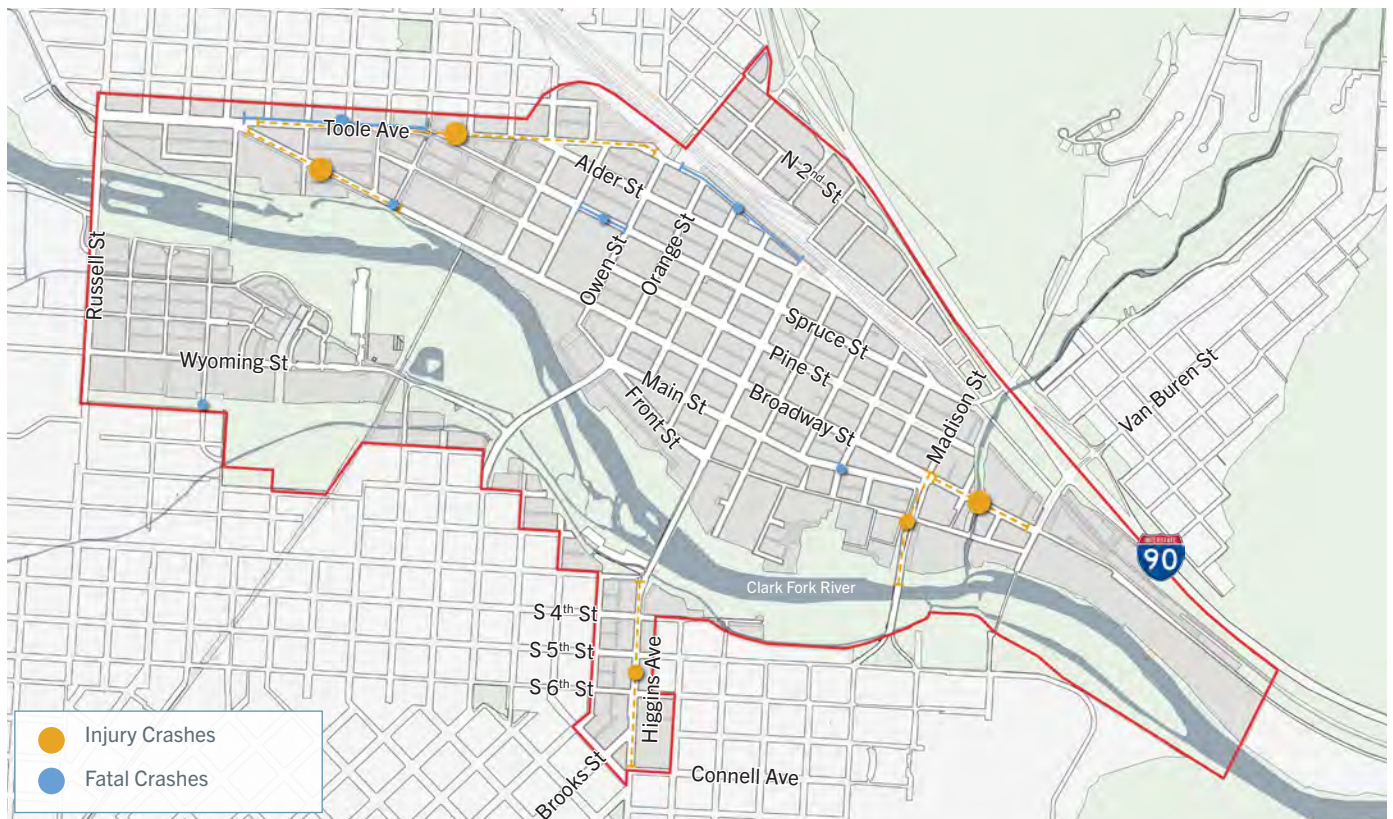 Toole Ave
Alder St
N 2nd St
Russell St
Owen St
Orange St
Spruce St
Wyoming St
Pine St
Main St
Front St
Broadway St
Madison St
Van Buren St
INTERSTATE
90
Clark Fork River
S 4th St
S 5th St
S 6th St
Higgins Ave
Brooks St
Connell Ave
Injury Crashes
Fatal Crashes